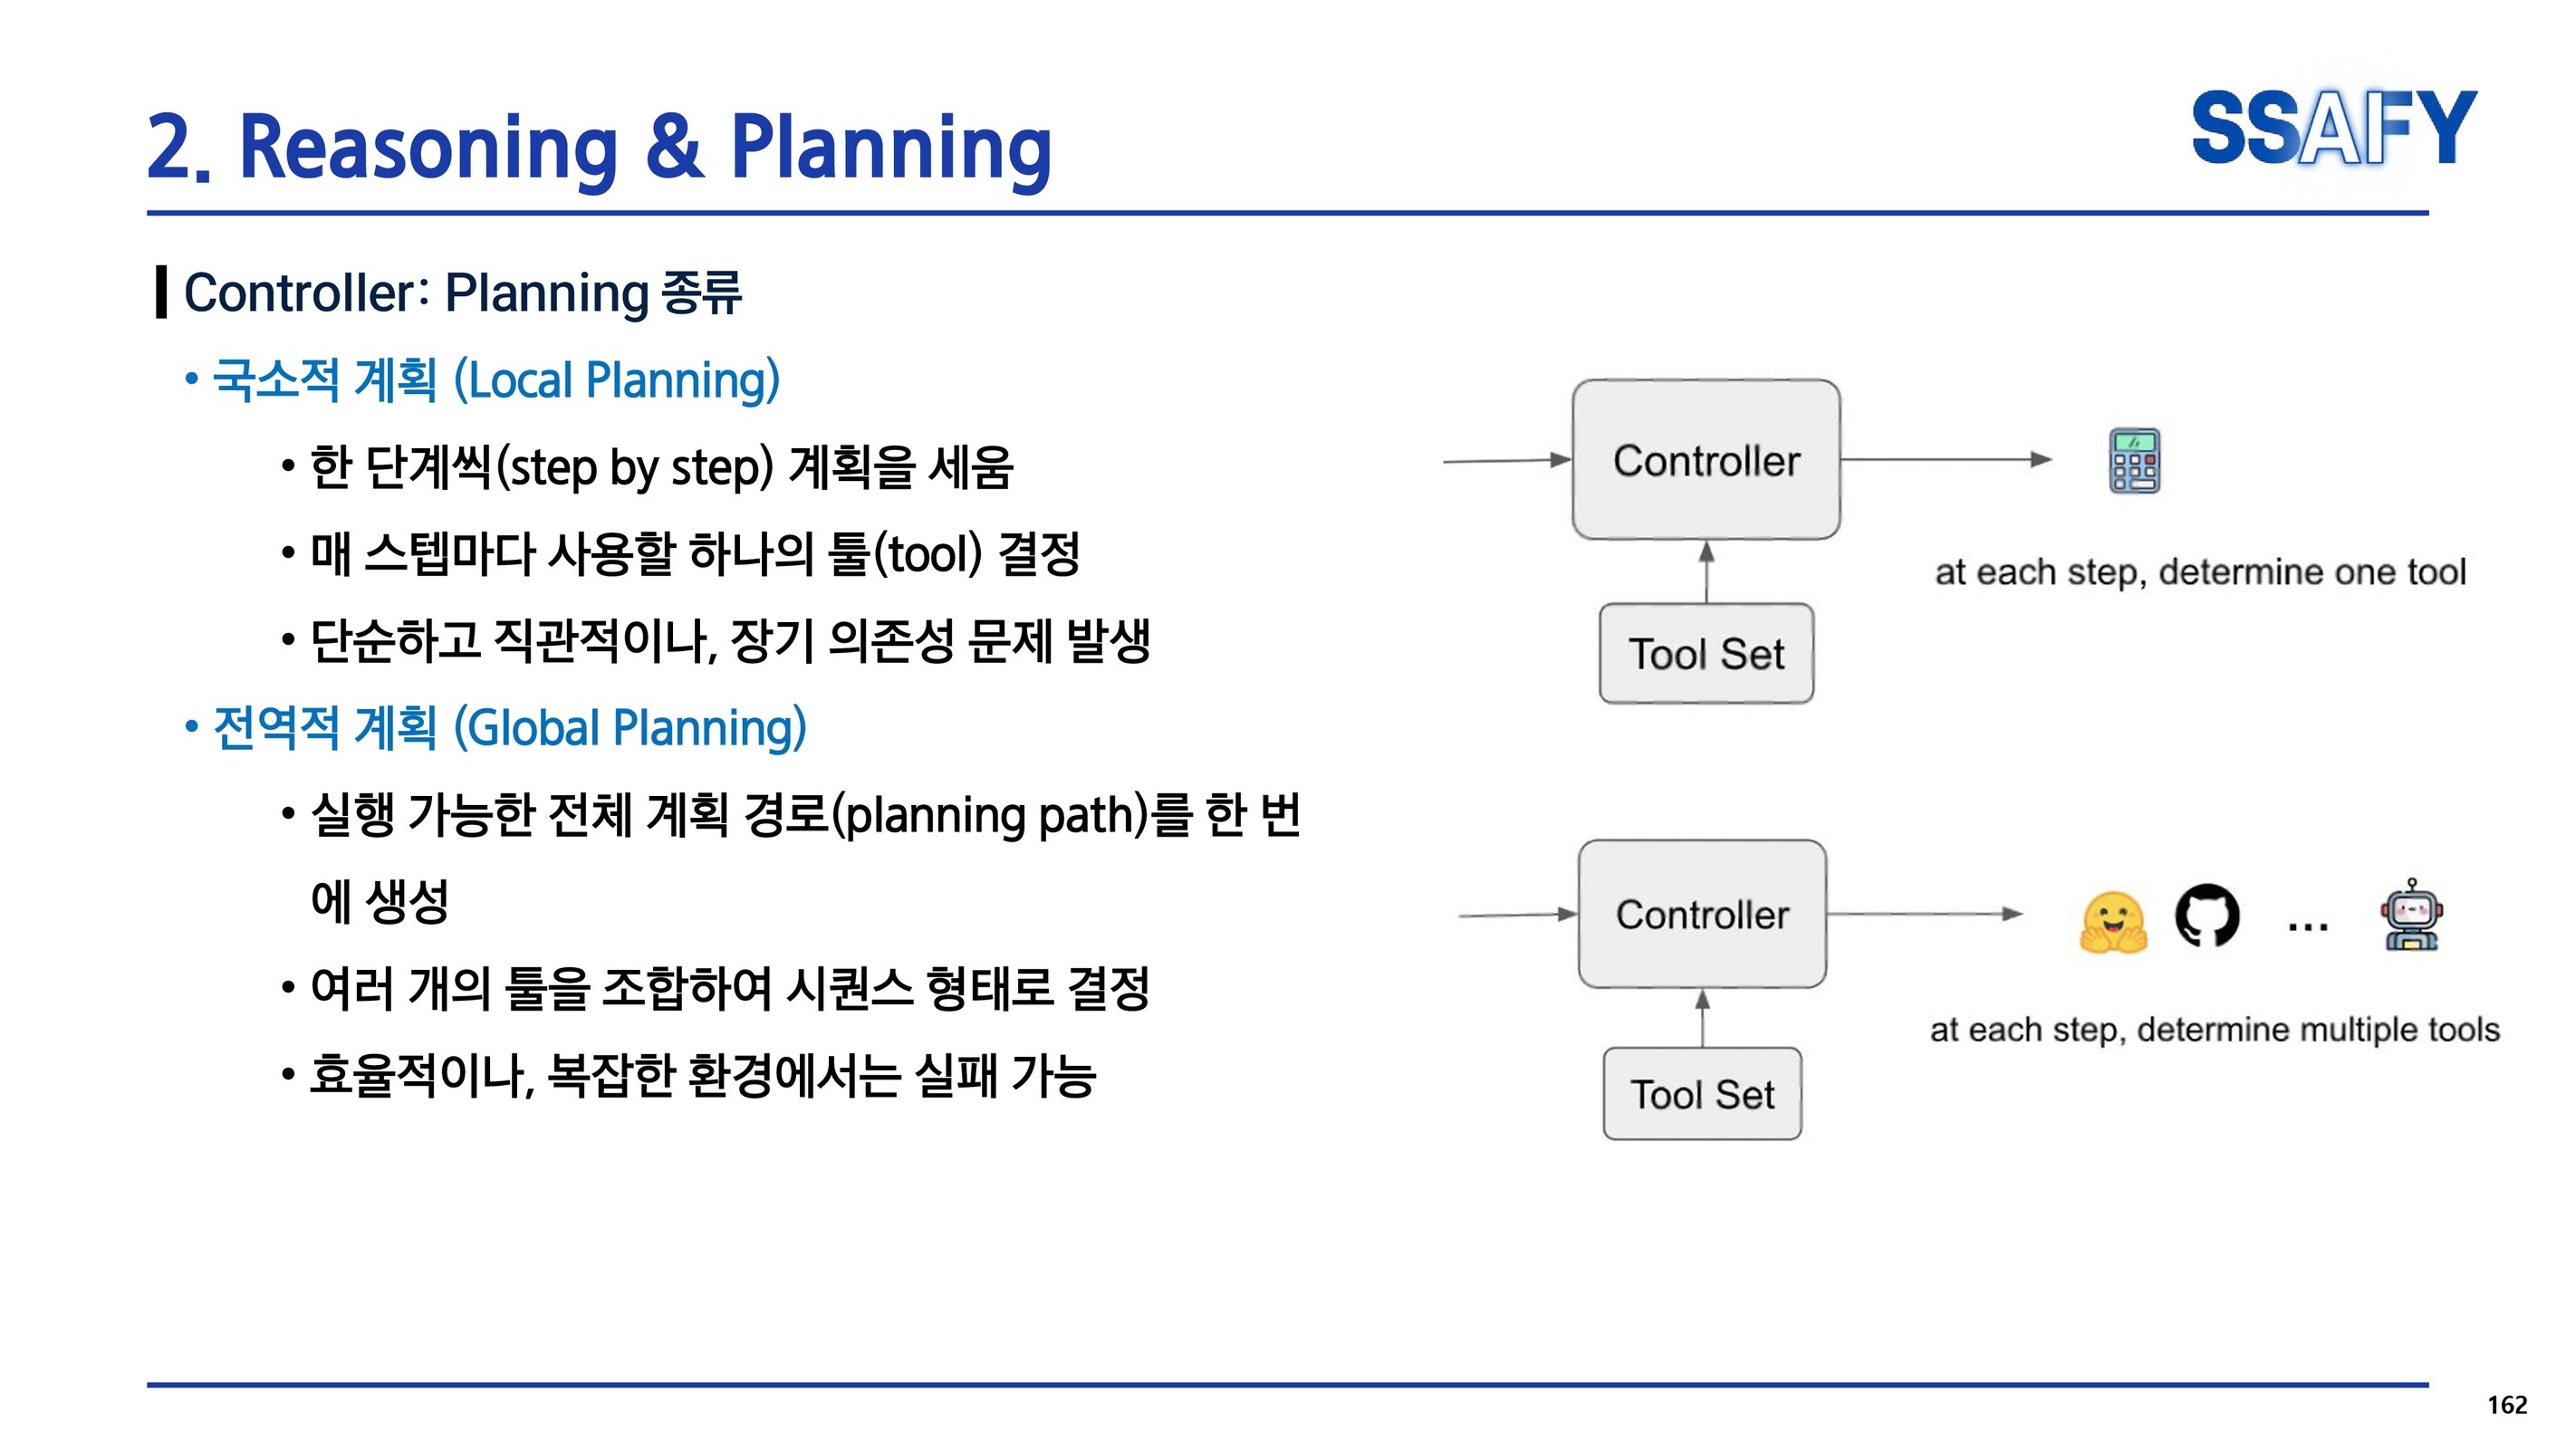 2. Reasoning & Planning
SSAFY
Controller: Planning 종류
• 국소적 계획 (Local Planning)
• 한 단계씩(step by step) 계획을 세움
• 매 스텝마다 사용할 하나의 툴(tool) 결정
• 단순하고 직관적이나, 장기 의존성 문제 발생
• 전역적 계획 (Global Planning)
• 실행 가능한 전체 계획 경로(planning path)를 한 번
에 생성
• 여러 개의 툴을 조합하여 시퀀스 형태로 결정
• 효율적이나, 복잡한 환경에서는 실패 가능
Controller
at each step, determine one tool
Tool Set
Controller
...
at each step, determine multiple tools
Tool Set
162